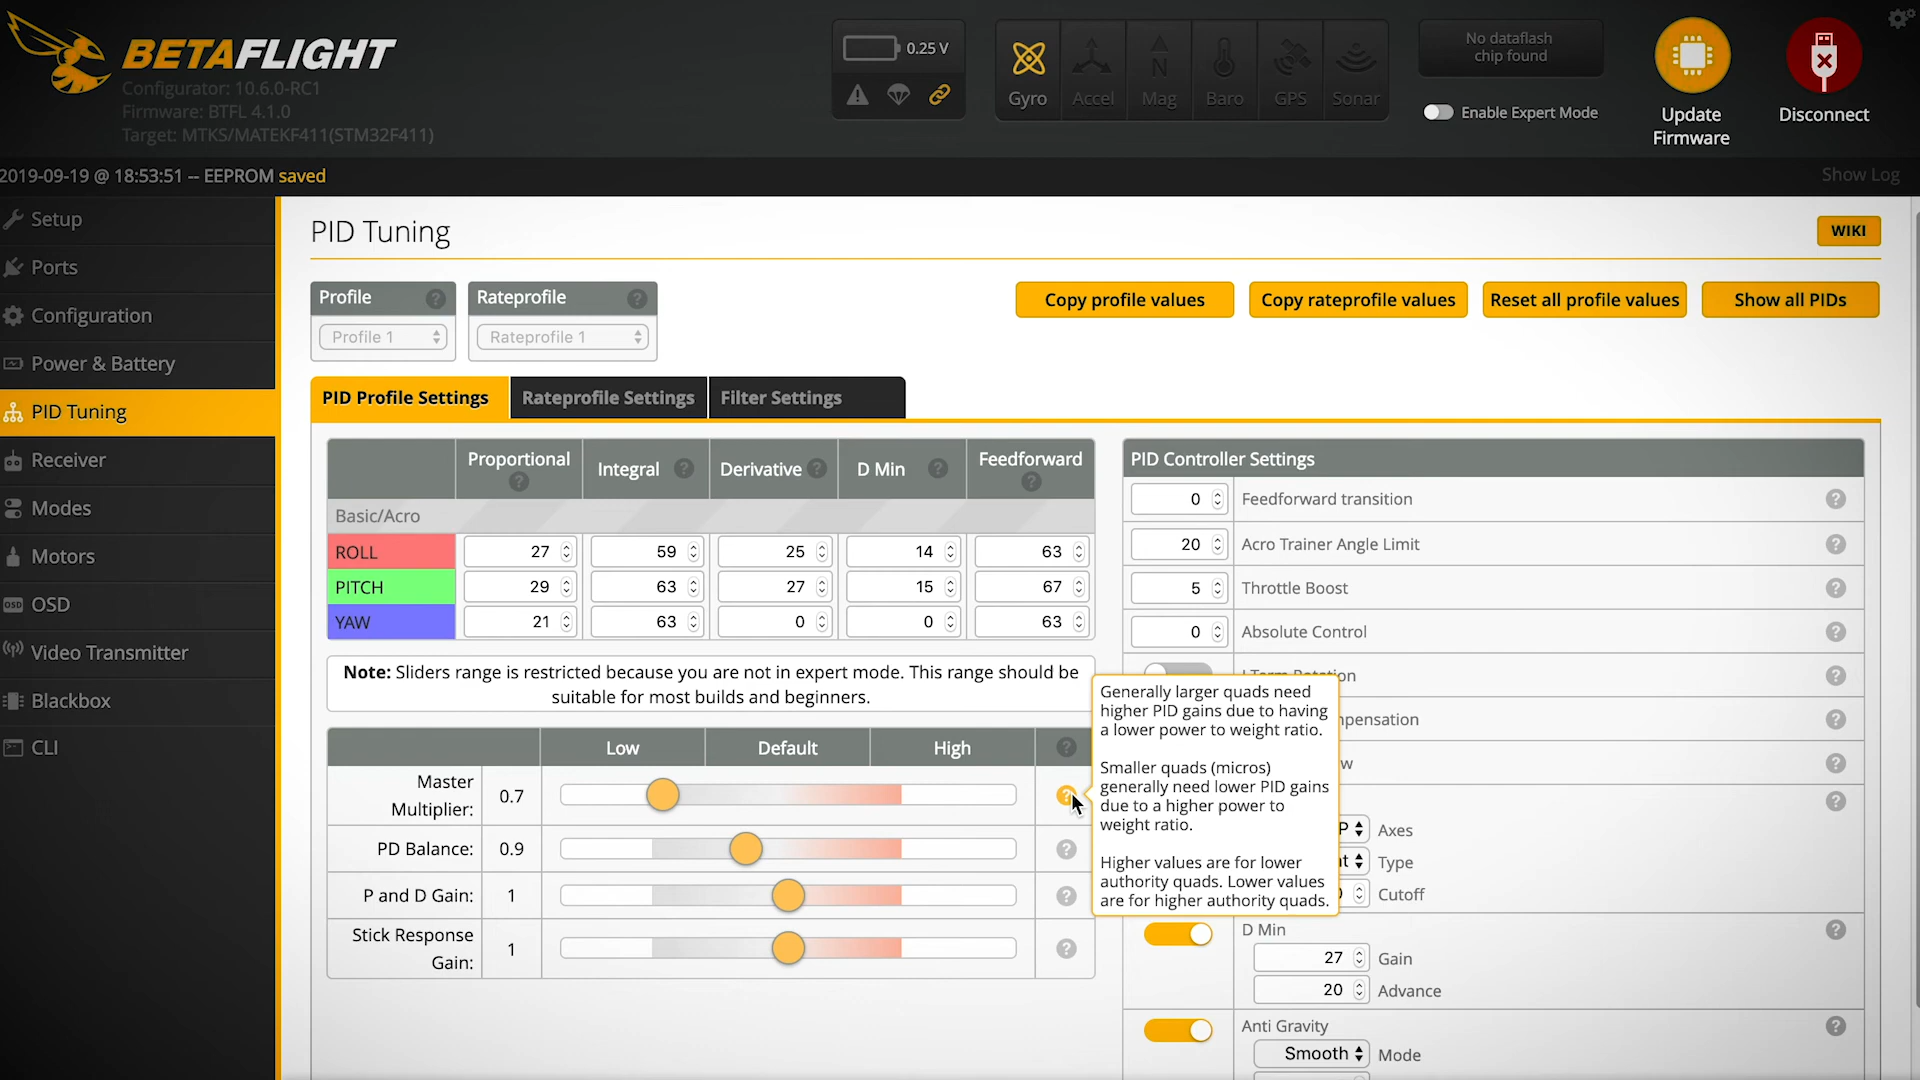 BETAFLIGHT
Configurator: 10.6.0-RC1
Firmware: BTFL 4.1.0
Target: MTKS/MATEKF411(STM32F411)
0.25 V
Gyro
Accel
N
Mag
Baro
GPS
Sonar
No dataflash
chip found
Enable Expert Mode
Update
Firmware
Disconnect
2019-09-19 @ 18:53:51 -- EEPROM saved
Show Log
Setup
Ports
Configuration
Power & Battery
PID Tuning
Receiver
Modes
Motors
OSD OSD
Video Transmitter
Blackbox
CLI
PID Tuning
WIKI
Profile ?
Profile 1
Rateprofile ?
Rateprofile 1
Copy profile values
Copy rateprofile values
Reset all profile values
Show all PIDs
PID Profile Settings
Rateprofile Settings
Filter Settings
Proportional ?
Integral ?
Derivative ?
D Min ?
Feedforward ?
Basic/Acro
ROLL 27 59 25 14 63
PITCH 29 63 27 15 67
YAW 21 63 0 0 63
Note: Sliders range is restricted because you are not in expert mode. This range should be
suitable for most builds and beginners.
Low Default High ?
Master
Multiplier: 0.7 ?
PD Balance: 0.9 ?
P and D Gain: 1 ?
Stick Response
Gain: 1 ?
PID Controller Settings
0 Feedforward transition ?
20 Acro Trainer Angle Limit ?
5 Throttle Boost ?
0 Absolute Control ?
I Term Rotation ?
pensation ?
w ?
?
P Axes
t Type
Cutoff
D Min ?
27 Gain
20 Advance
Anti Gravity ?
Smooth Mode
Generally larger quads need
higher PID gains due to having
a lower power to weight ratio.
Smaller quads (micros)
generally need lower PID gains
due to a higher power to
weight ratio.
Higher values are for lower
authority quads. Lower values
are for higher authority quads.